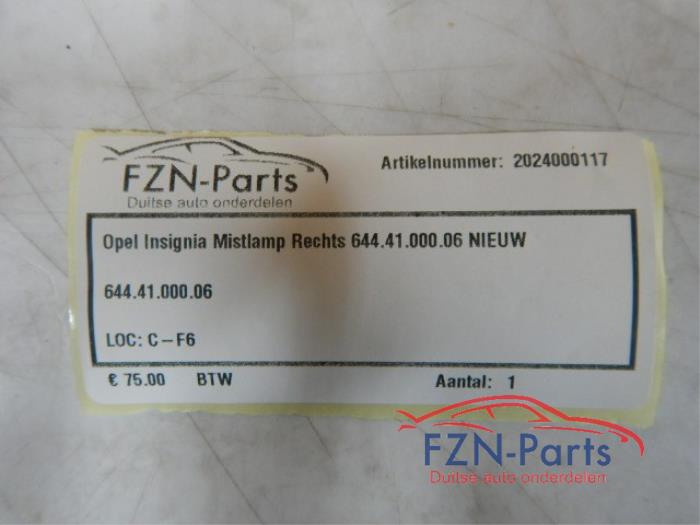 FZN-Parts
Duitse auto onderdelen
Artikelnummer: 2024000117
Opel Insignia Mistlamp Rechts 644.41.000.06 NIEUW
644.41.000.06
LOC: C-F6
€ 75.00 BTW
Aantal: 1
FZN-Parts
Duitse auto onderdelen